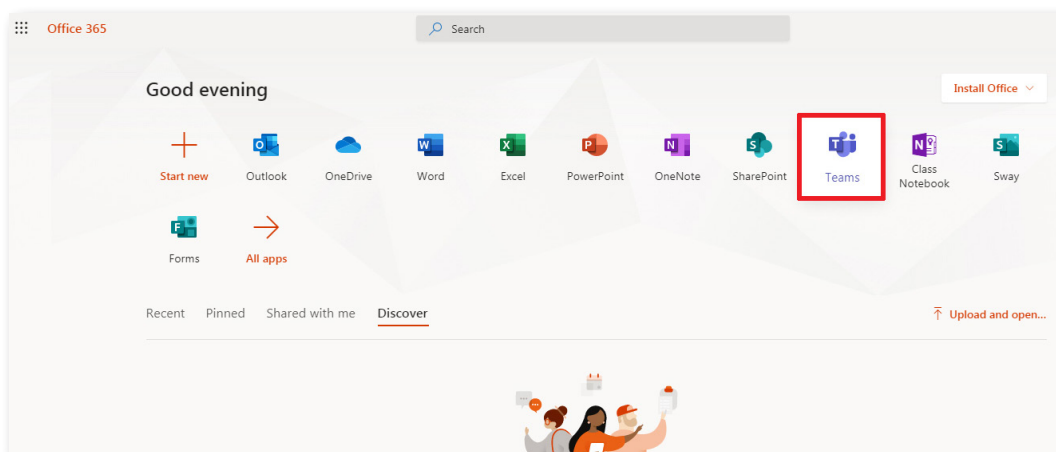 Office 365
Search
Good evening
Install Office
Start new
Outlook
OneDrive
Word
Excel
PowerPoint
OneNote
SharePoint
Teams
Class
Notebook
Sway
Forms
All apps
Recent Pinned Shared with me Discover
Upload and open...